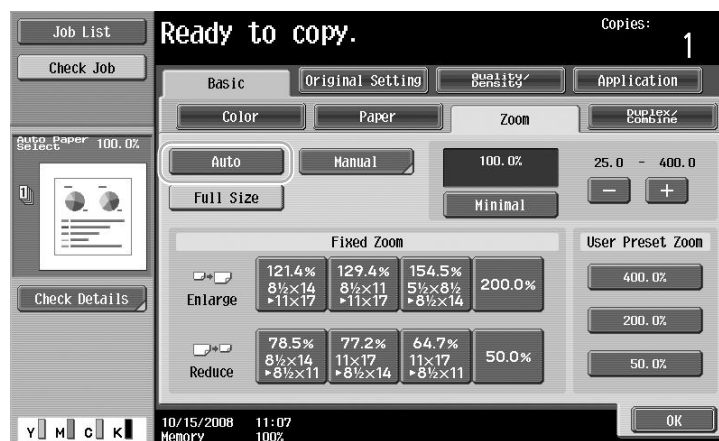 Job List
Ready to copy.
Copies:
1
Check Job
Basic
Original Setting
Quality/
Density
Application
Color
Paper
Zoom
Duplex/
Combine
Auto Paper
Select
100.0%
1
Auto
Manual
100.0%
25.0 - 400.0
Full Size
Minimal
− +
Fixed Zoom
User Preset Zoom
Enlarge
121.4%
8½×14
▸11×17
129.4%
8½×11
▸11×17
154.5%
5½×8½
▸8½×14
200.0%
400.0%
200.0%
Check Details
Reduce
78.5%
8½×14
▸8½×11
77.2%
11×17
▸8½×14
64.7%
11×17
▸8½×11
50.0%
50.0%
Y M C K
10/15/2008 11:07
Memory 100%
OK